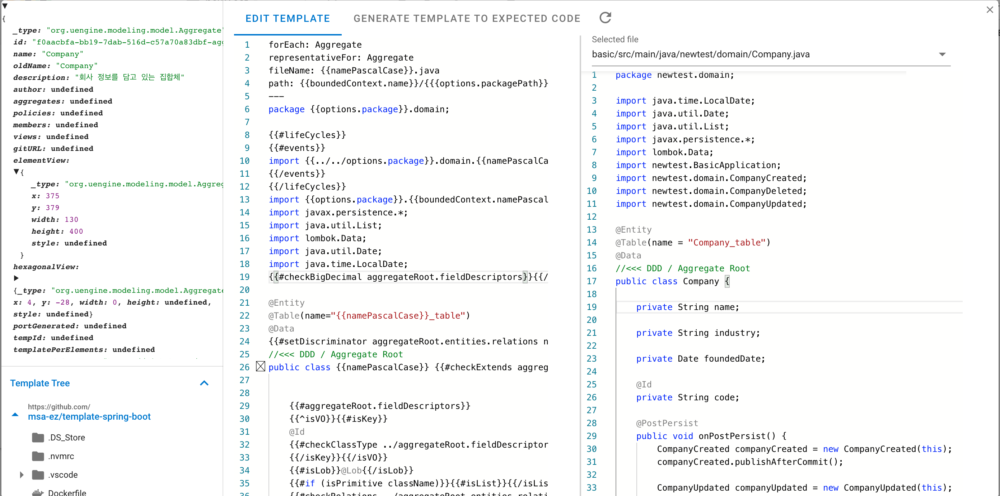 {
_type: "org.uengine.modeling.model.Aggregate"
id: "f0aacbfa-bb19-7dab-516d-c57a70a83dbf-agg
name: "Company"
oldName: "Company"
description: "회사 정보를 담고 있는 집합체"
author: undefined
aggregates: undefined
policies: undefined
members: undefined
views: undefined
gitURL: undefined
elementView:
{
_type: "org.uengine.modeling.model.Aggreg
x: 375
y: 379
width: 130
height: 400
style: undefined
}
hexagonalView:
{_type: "org.uengine.modeling.model.Aggregate
x: 4, y: -28, width: 0, height: undefined,
style: undefined}
portGenerated: undefined
tempId: undefined
templatePerElements: undefined
Template Tree
https://github.com/
msa-ez/template-spring-boot
.DS_Store
.nvmrc
.vscode
Dockerfile
EDIT TEMPLATE
GENERATE TEMPLATE TO EXPECTED CODE
1 forEach: Aggregate
2 representativeFor: Aggregate
3 fileName: {{namePascalCase}}.java
4 path: {{boundedContext.name}}/{{{options.packagePath}}
5 ---
6 package {{options.package}}.domain;
7
8 {{#lifeCycles}}
9 {{#events}}
10 import {{../../options.package}}.domain.{{namePascalCa
11 {{/events}}
12 {{/lifeCycles}}
13 import {{options.package}}.{{boundedContext.namePascal
14 import javax.persistence.*;
15 import java.util.List;
16 import lombok.Data;
17 import java.util.Date;
18 import java.time.LocalDate;
19 {{#checkBigDecimal aggregateRoot.fieldDescriptors}}{{/
20
21 @Entity
22 @Table(name="{{namePascalCase}}_table")
23 @Data
24 {{#setDiscriminator aggregateRoot.entities.relations n
25 //<<< DDD / Aggregate Root
26 public class {{namePascalCase}} {{#checkExtends aggreg
27
28
29 {{#aggregateRoot.fieldDescriptors}}
30 {{^isVO}}{{#isKey}}
31 @Id
32 {{#checkClassType ../aggregateRoot.fieldDescriptor
33 {{/isKey}}{{/isVO}}
34 {{#isLob}}@Lob{{/isLob}}
35 {{#if (isPrimitive className)}}{{#isList}}{{/isLis
36 {{#checkRelations ../aggregateRoot.entities.relati
Selected file
basic/src/main/java/newtest/domain/Company.java
1 package newtest.domain;
2
3 import java.time.LocalDate;
4 import java.util.Date;
5 import java.util.List;
6 import javax.persistence.*;
7 import lombok.Data;
8 import newtest.BasicApplication;
9 import newtest.domain.CompanyCreated;
10 import newtest.domain.CompanyDeleted;
11 import newtest.domain.CompanyUpdated;
12
13 @Entity
14 @Table(name = "Company_table")
15 @Data
16 //<<< DDD / Aggregate Root
17 public class Company {
18
19 private String name;
20
21 private String industry;
22
23 private Date foundedDate;
24
25 @Id
26 private String code;
27
28 @PostPersist
29 public void onPostPersist() {
30 CompanyCreated companyCreated = new CompanyCreated(this);
31 companyCreated.publishAfterCommit();
32
33 CompanyUpdated companyUpdated = new CompanyUpdated(this);